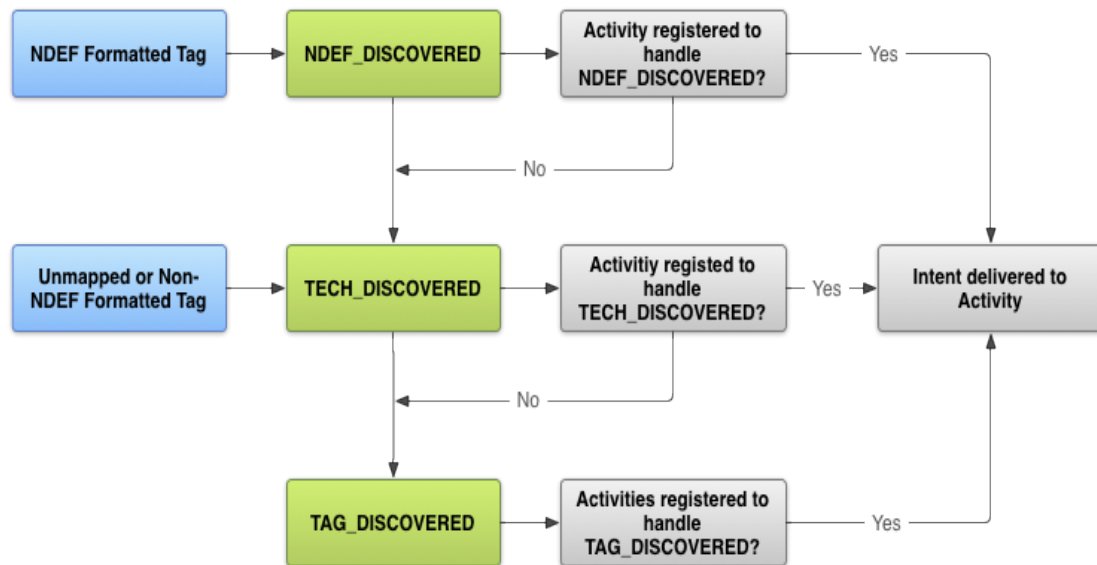 NDEF Formatted Tag
NDEF_DISCOVERED
Activity registered to
handle
NDEF_DISCOVERED?
Yes
No
Unmapped or Non-
NDEF Formatted Tag
TECH_DISCOVERED
Activitiy registed to
handle
TECH_DISCOVERED?
Yes
Intent delivered to
Activity
No
TAG_DISCOVERED
Activities registered to
handle
TAG_DISCOVERED?
Yes